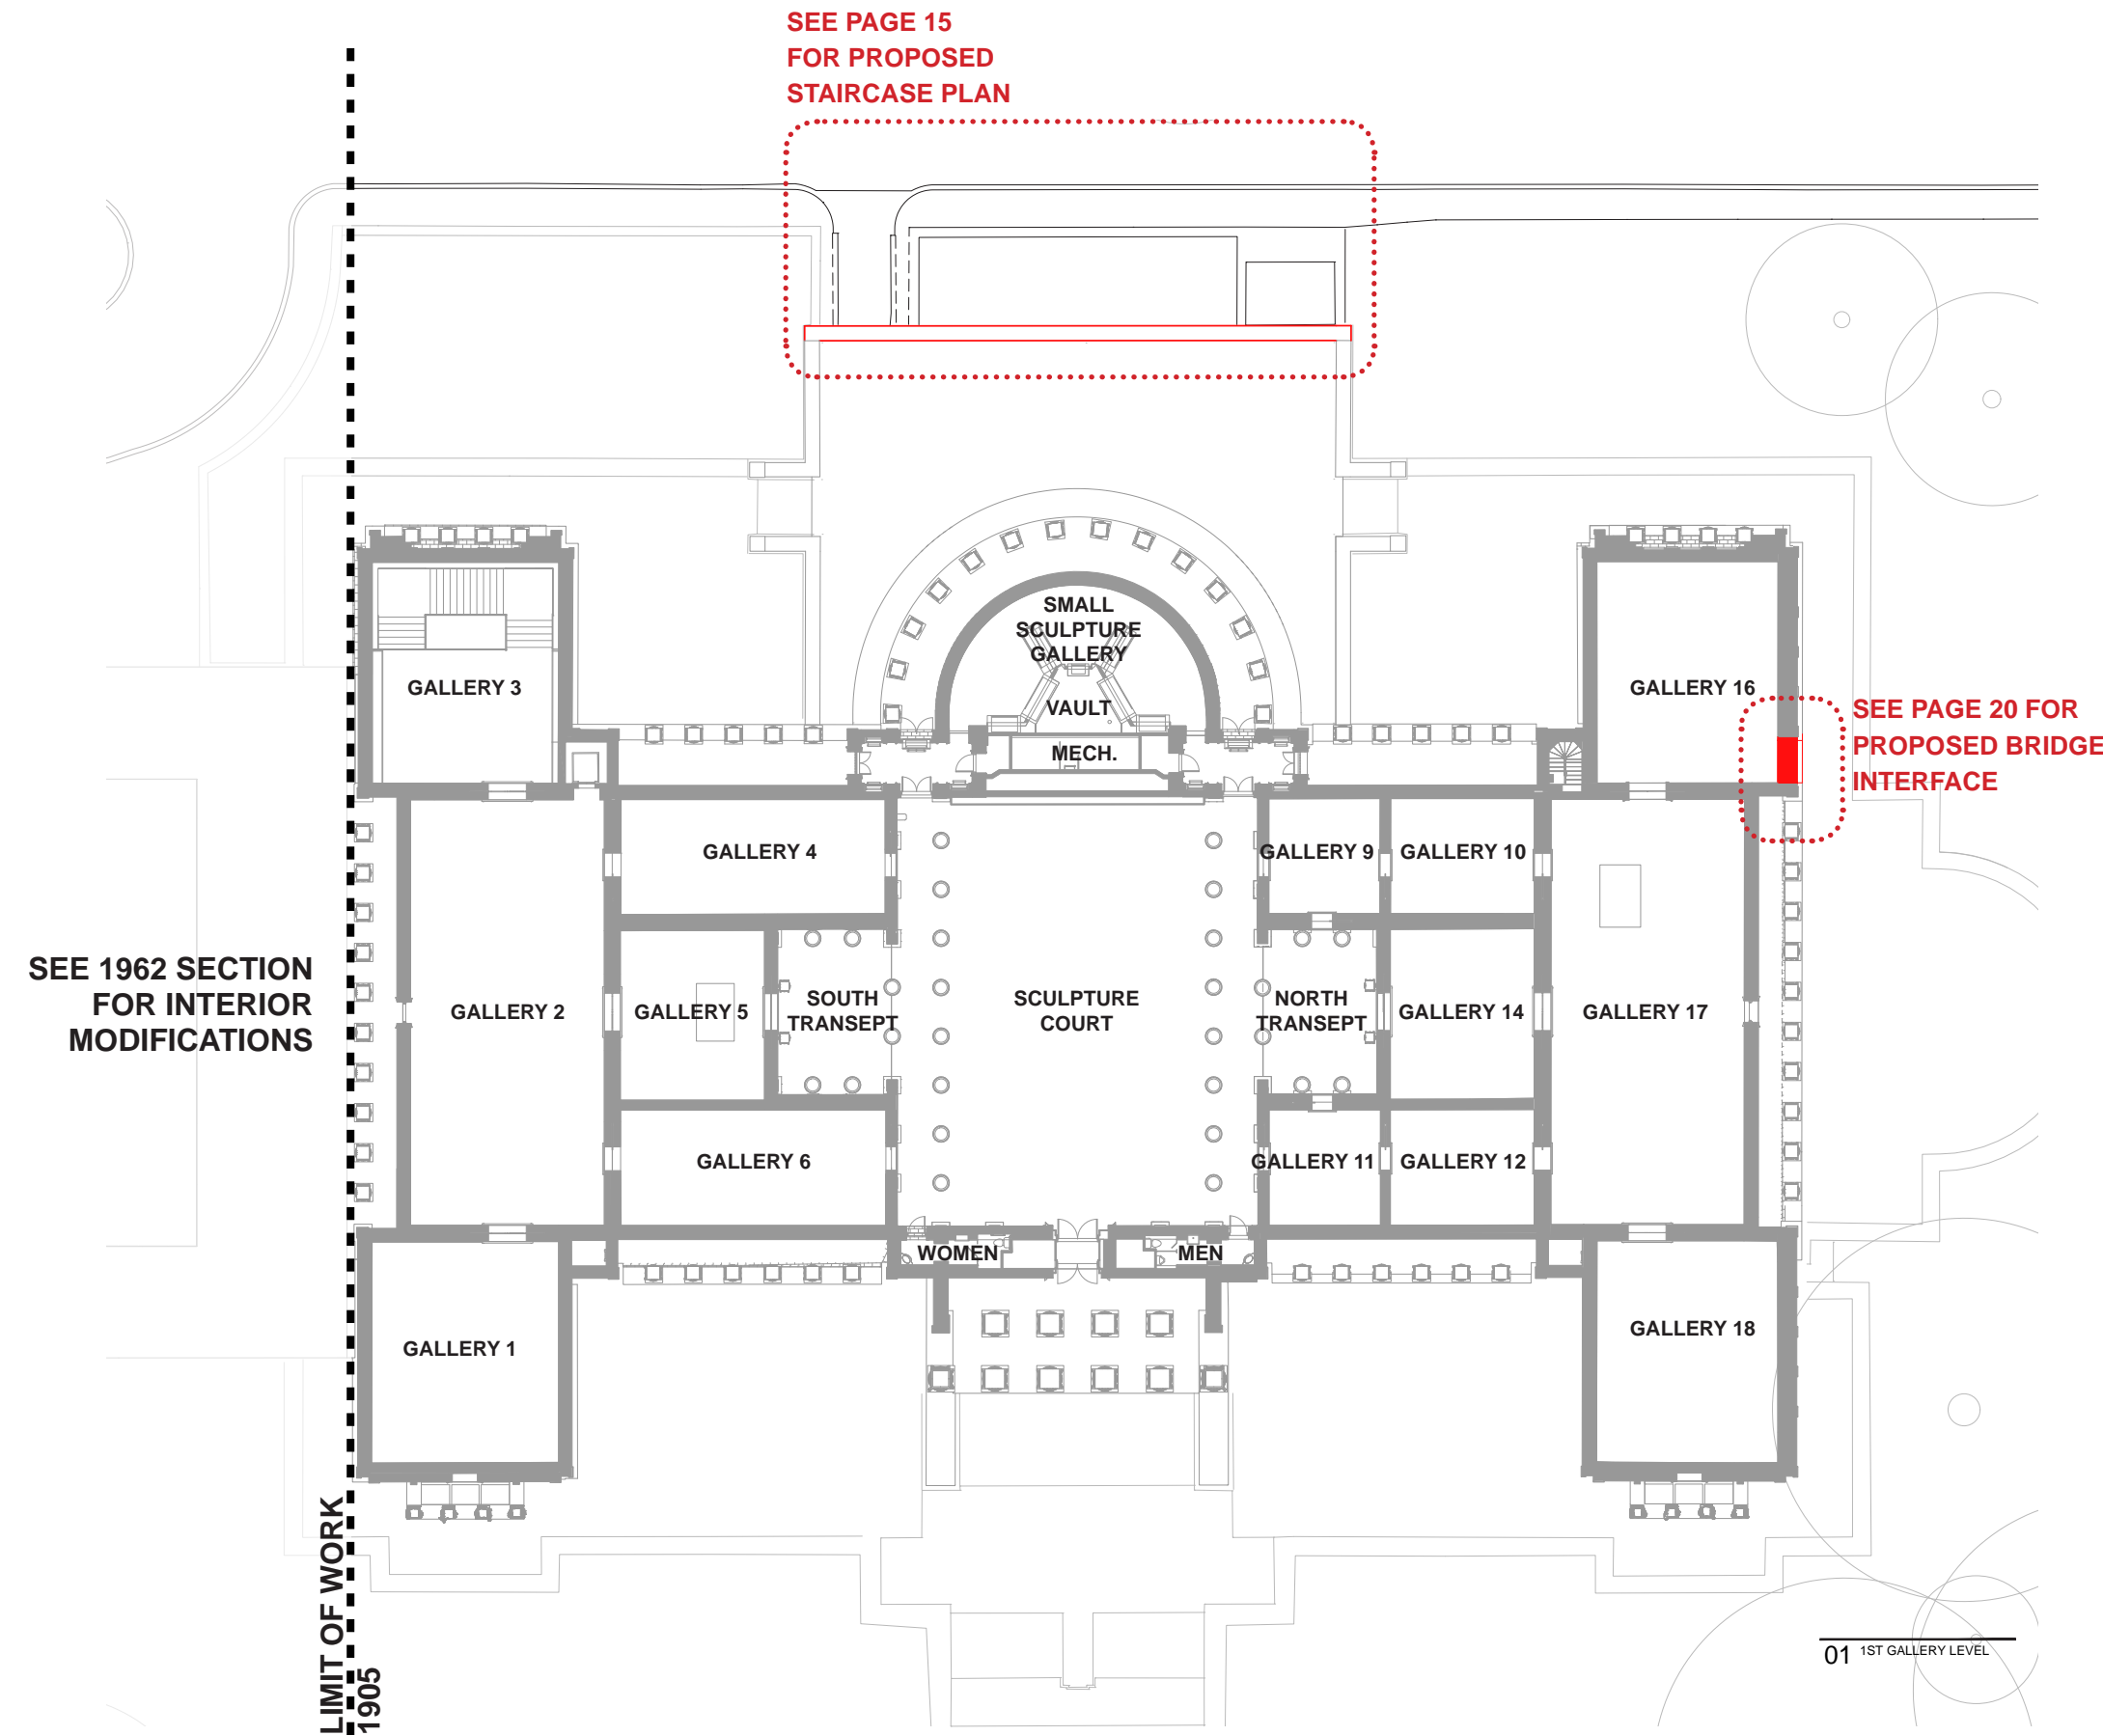 SEE PAGE 15
FOR PROPOSED
STAIRCASE PLAN
SMALL
SCULPTURE
GALLERY
GALLERY 3
VAULT
GALLERY 16
SEE PAGE 20 FOR
PROPOSED BRIDGE
INTERFACE
MECH.
GALLERY 4
GALLERY 9
GALLERY 10
SEE 1962 SECTION
FOR INTERIOR
MODIFICATIONS
GALLERY 2
GALLERY 5
SOUTH
TRANSEPT
SCULPTURE
COURT
NORTH
TRANSEPT
GALLERY 14
GALLERY 17
GALLERY 6
GALLERY 11
GALLERY 12
WOMEN
MEN
GALLERY 1
GALLERY 18
LIMIT OF WORK
1905
01 1ST GALLERY LEVEL